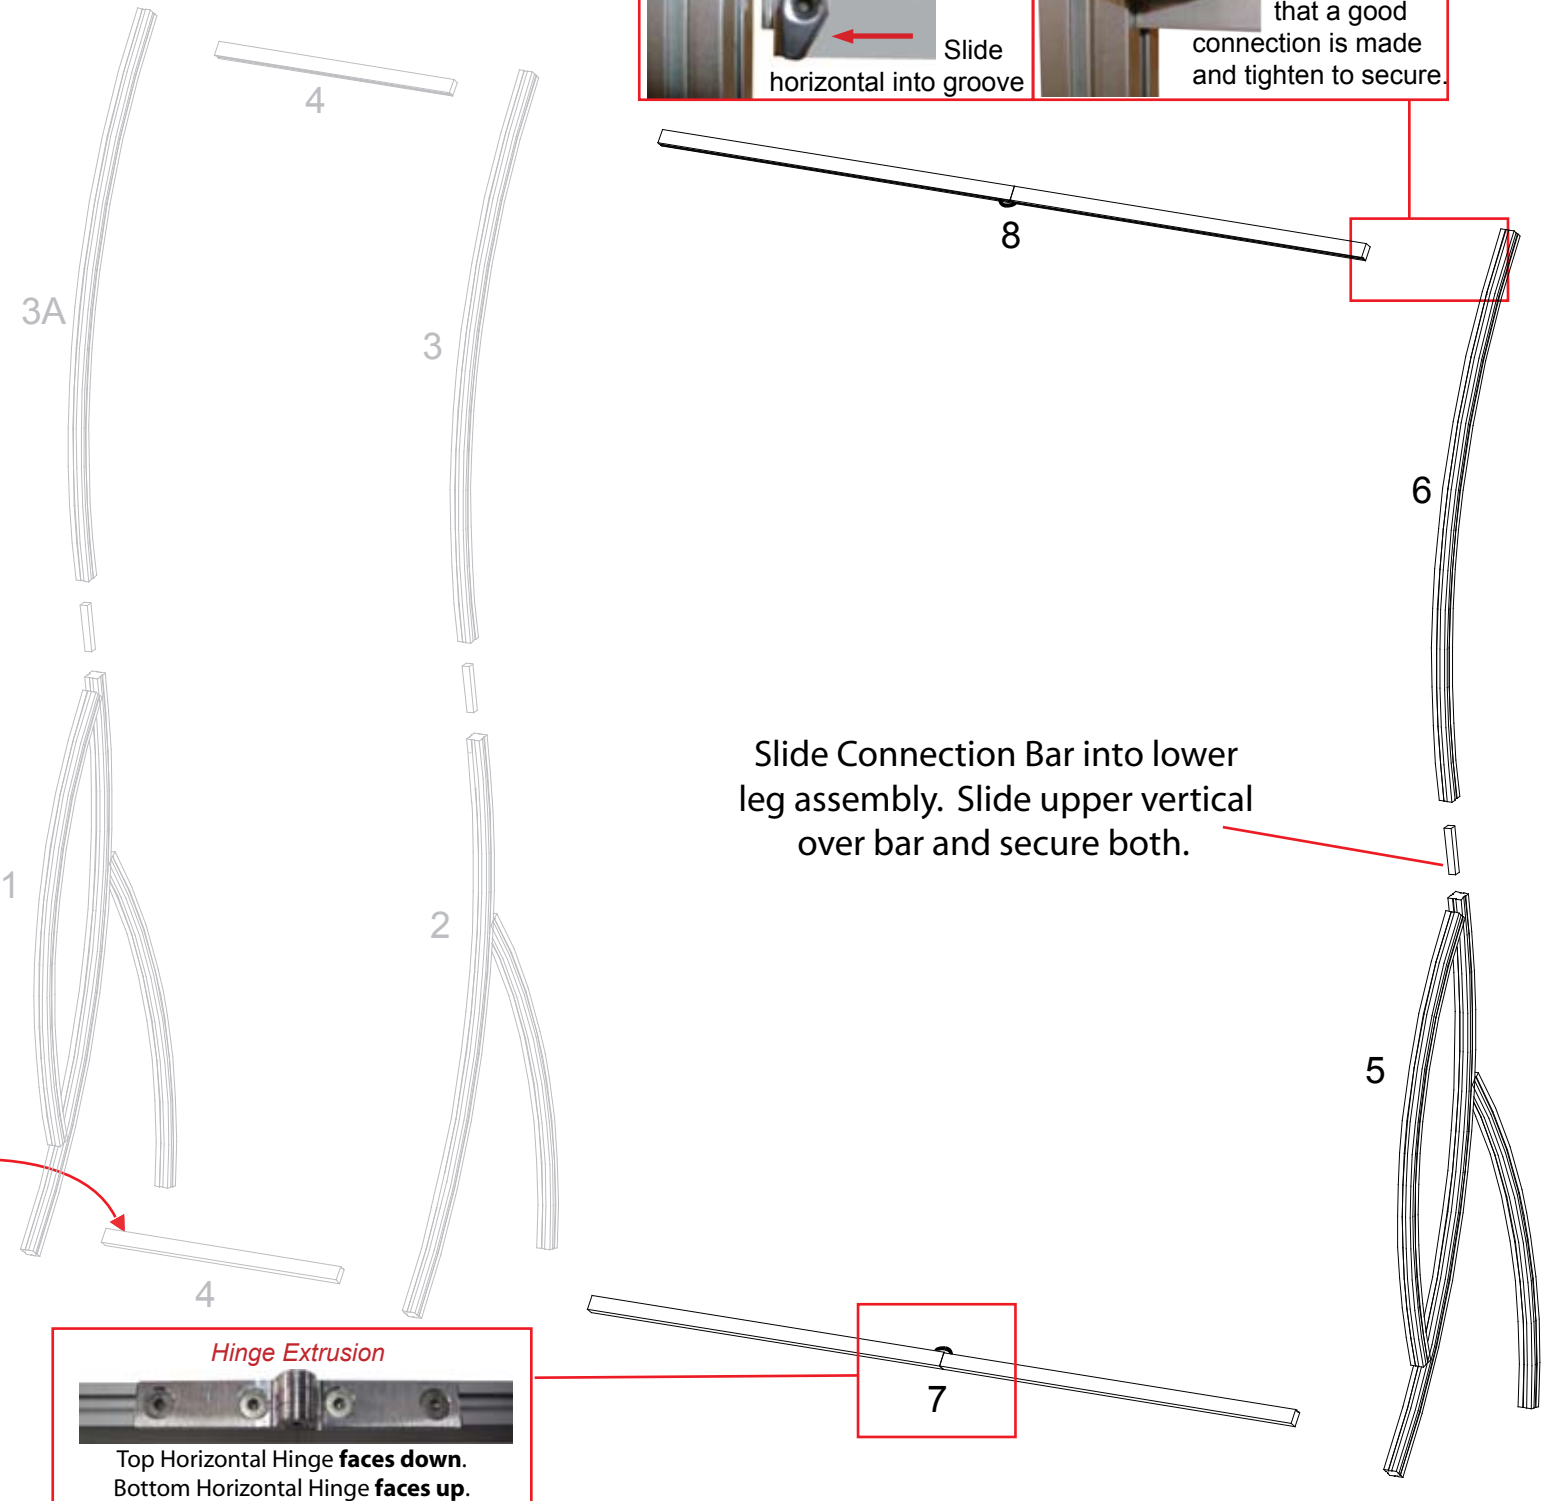 that a good
connection is made
and tighten to secure.
Slide
horizontal into groove
4
8
3A
3
6
Slide Connection Bar into lower
leg assembly.  Slide upper vertical
over bar and secure both.
1
2
5
4
7
Hinge Extrusion
Top Horizontal Hinge faces down.
Bottom Horizontal Hinge faces up.